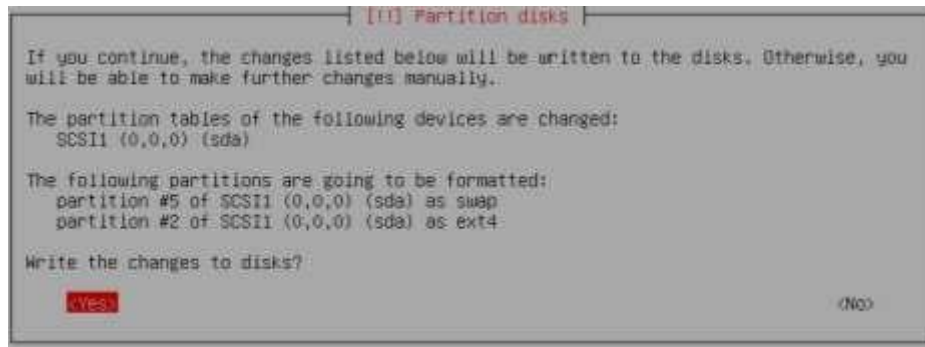 [!!] Partition disks
If you continue, the changes listed below will be written to the disks. Otherwise, you
will be able to make further changes manually.
The partition tables of the following devices are changed:
SCSI1 (0,0,0) (sda)
The following partitions are going to be formatted:
partition #5 of SCSI1 (0,0,0) (sda) as swap
partition #2 of SCSI1 (0,0,0) (sda) as ext4
Write the changes to disks?
<Yes> <No>